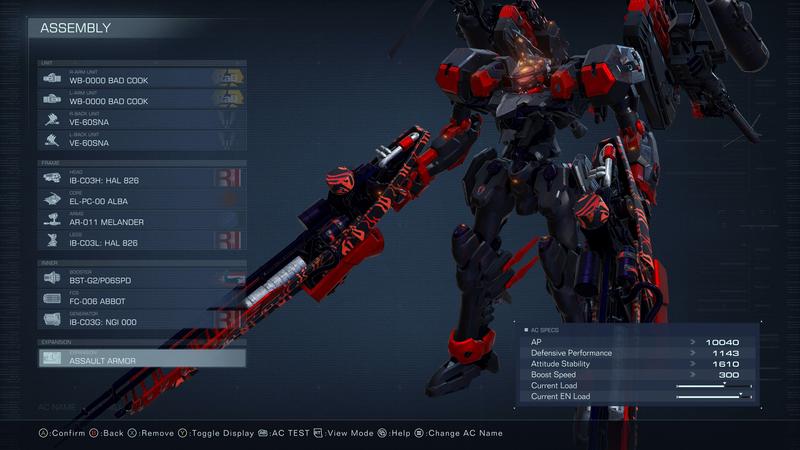 ASSEMBLY
UNIT
R-ARM UNIT
WB-0000 BAD COOK
L-ARM UNIT
WB-0000 BAD COOK
R-BACK UNIT
VE-60SNA
L-BACK UNIT
VE-60SNA
FRAME
HEAD
IB-C03H: HAL 826
CORE
EL-PC-00 ALBA
ARMS
AR-011 MELANDER
LEGS
IB-C03L: HAL 826
INNER
BOOSTER
BST-G2/P06SPD
FCS
FC-006 ABBOT
GENERATOR
IB-C03G: NGI 000
EXPANSION
EXPANSION
ASSAULT ARMOR
AC SPECS
AP 10040
Defensive Performance 1143
Attitude Stability 1610
Boost Speed 300
Current Load
Current EN Load
AC NAME
A:Confirm B:Back X:Remove Y:Toggle Display :AC TEST :View Mode :Help :Change AC Name